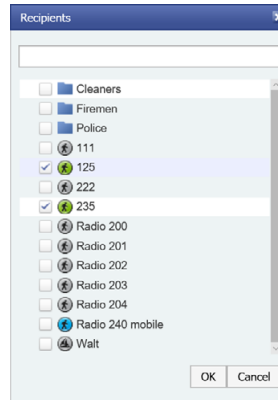 Recipients
Cleaners
Firemen
Police
111
125
222
235
Radio 200
Radio 201
Radio 202
Radio 203
Radio 204
Radio 240 mobile
Walt
OK Cancel